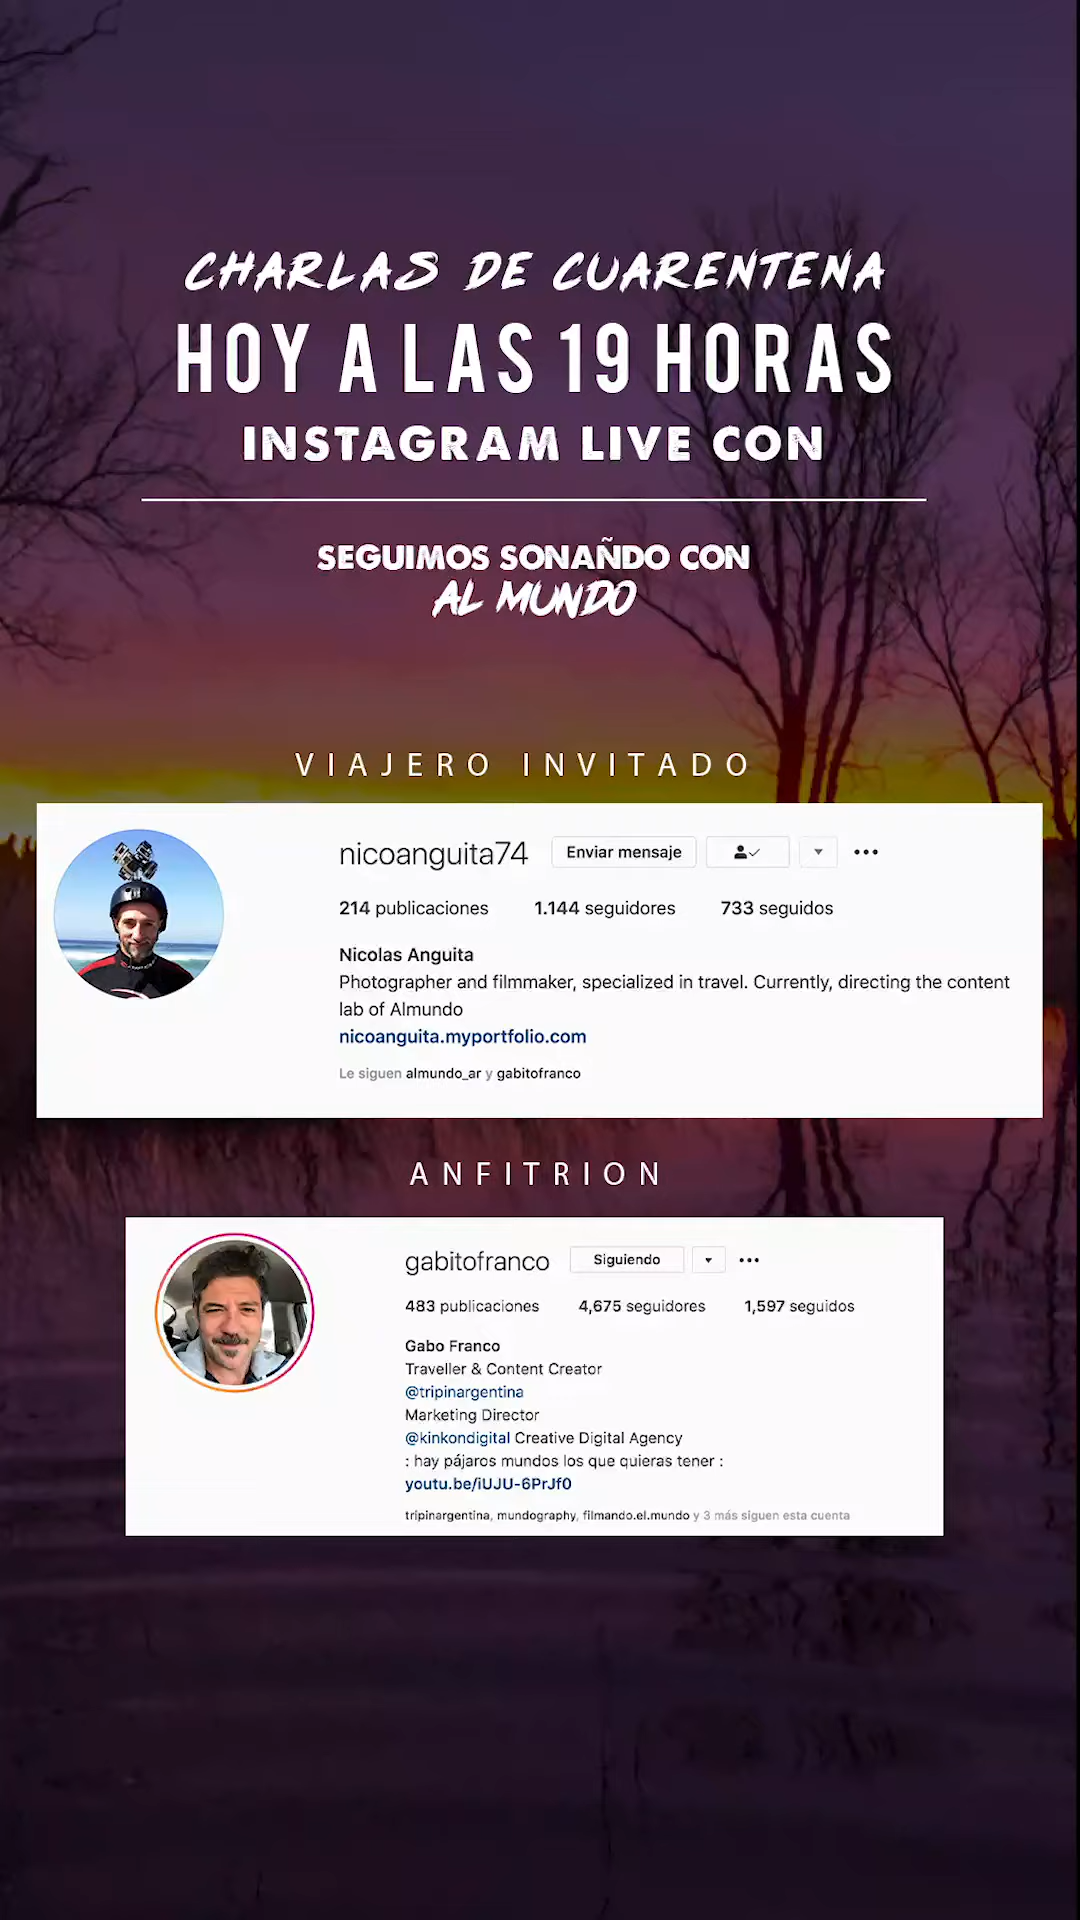 CHARLAS DE CUARENTENA
HOY A LAS 19 HORAS
INSTAGRAM LIVE CON
SEGUIMOS SONAÑDO CON
AL MUNDO
VIAJERO INVITADO
nicoanguita74 Enviar mensaje
214 publicaciones 1.144 seguidores 733 seguidos
Nicolas Anguita
Photographer and filmmaker, specialized in travel. Currently, directing the content
lab of Almundo
nicoanguita.myportfolio.com
Le siguen almundo_ar y gabitofranco
ANFITRION
gabitofranco Siguiendo
483 publicaciones 4,675 seguidores 1,597 seguidos
Gabo Franco
Traveller & Content Creator
@tripinargentina
Marketing Director
@kinkondigital Creative Digital Agency
: hay pájaros mundos los que quieras tener :
youtu.be/iUJU-6PrJf0
tripinargentina, mundography, filmando.el.mundo y 3 más siguen esta cuenta